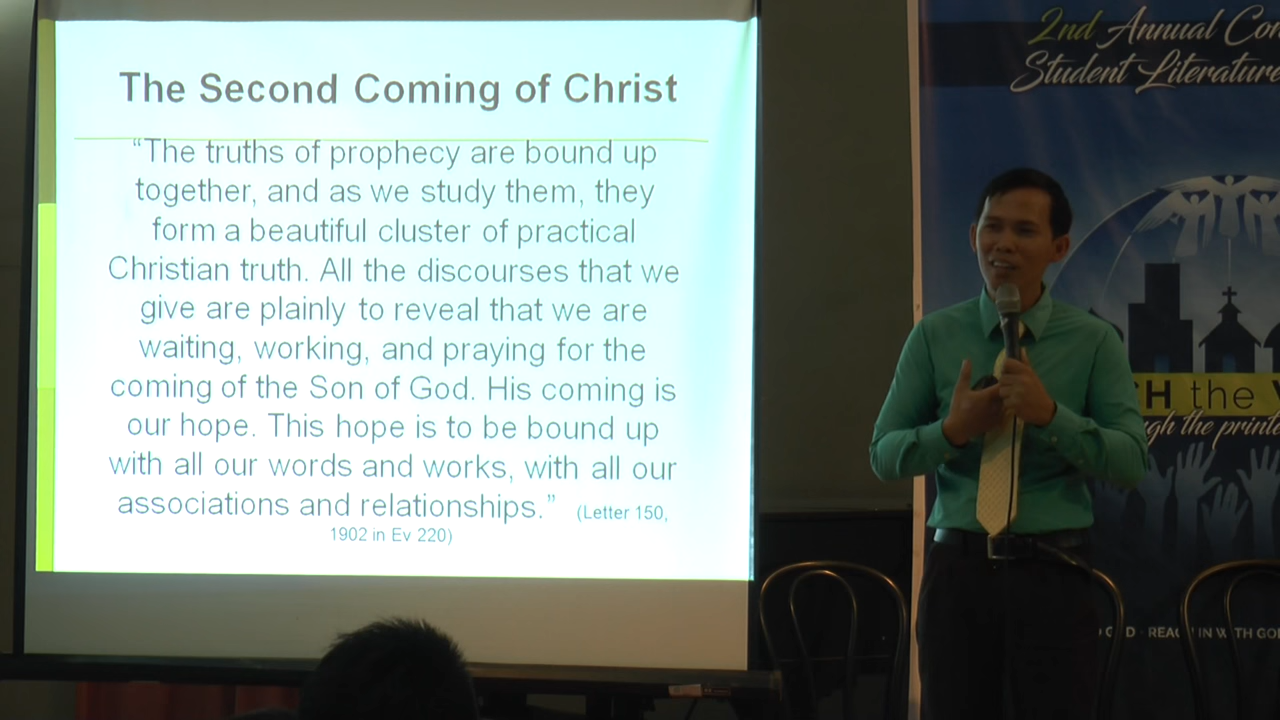 The Second Coming of Christ
“The truths of prophecy are bound up
together, and as we study them, they
form a beautiful cluster of practical
Christian truth. All the discourses that we
give are plainly to reveal that we are
waiting, working, and praying for the
coming of the Son of God. His coming is
our hope. This hope is to be bound up
with all our words and works, with all our
associations and relationships.” (Letter 150,
1902 in Ev 220)
2nd Annual
Student Literature
the
the